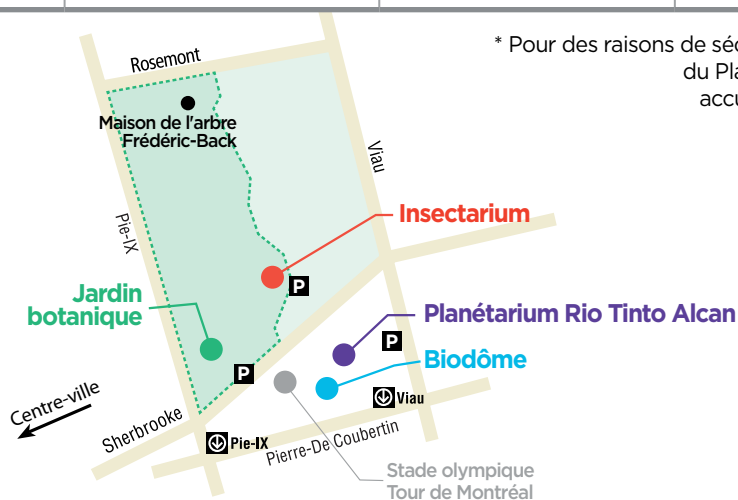 * Pour des raisons de séc
du Pla
accu
Rosemont
Maison de l'arbre
Frédéric-Back
Viau
Pie-IX
Insectarium
P
Jardin
botanique
Planétarium Rio Tinto Alcan
P
Biodôme
P
Viau
Centre-ville
Sherbrooke
Pie-IX
Pierre-De Coubertin
Stade olympique
Tour de Montréal